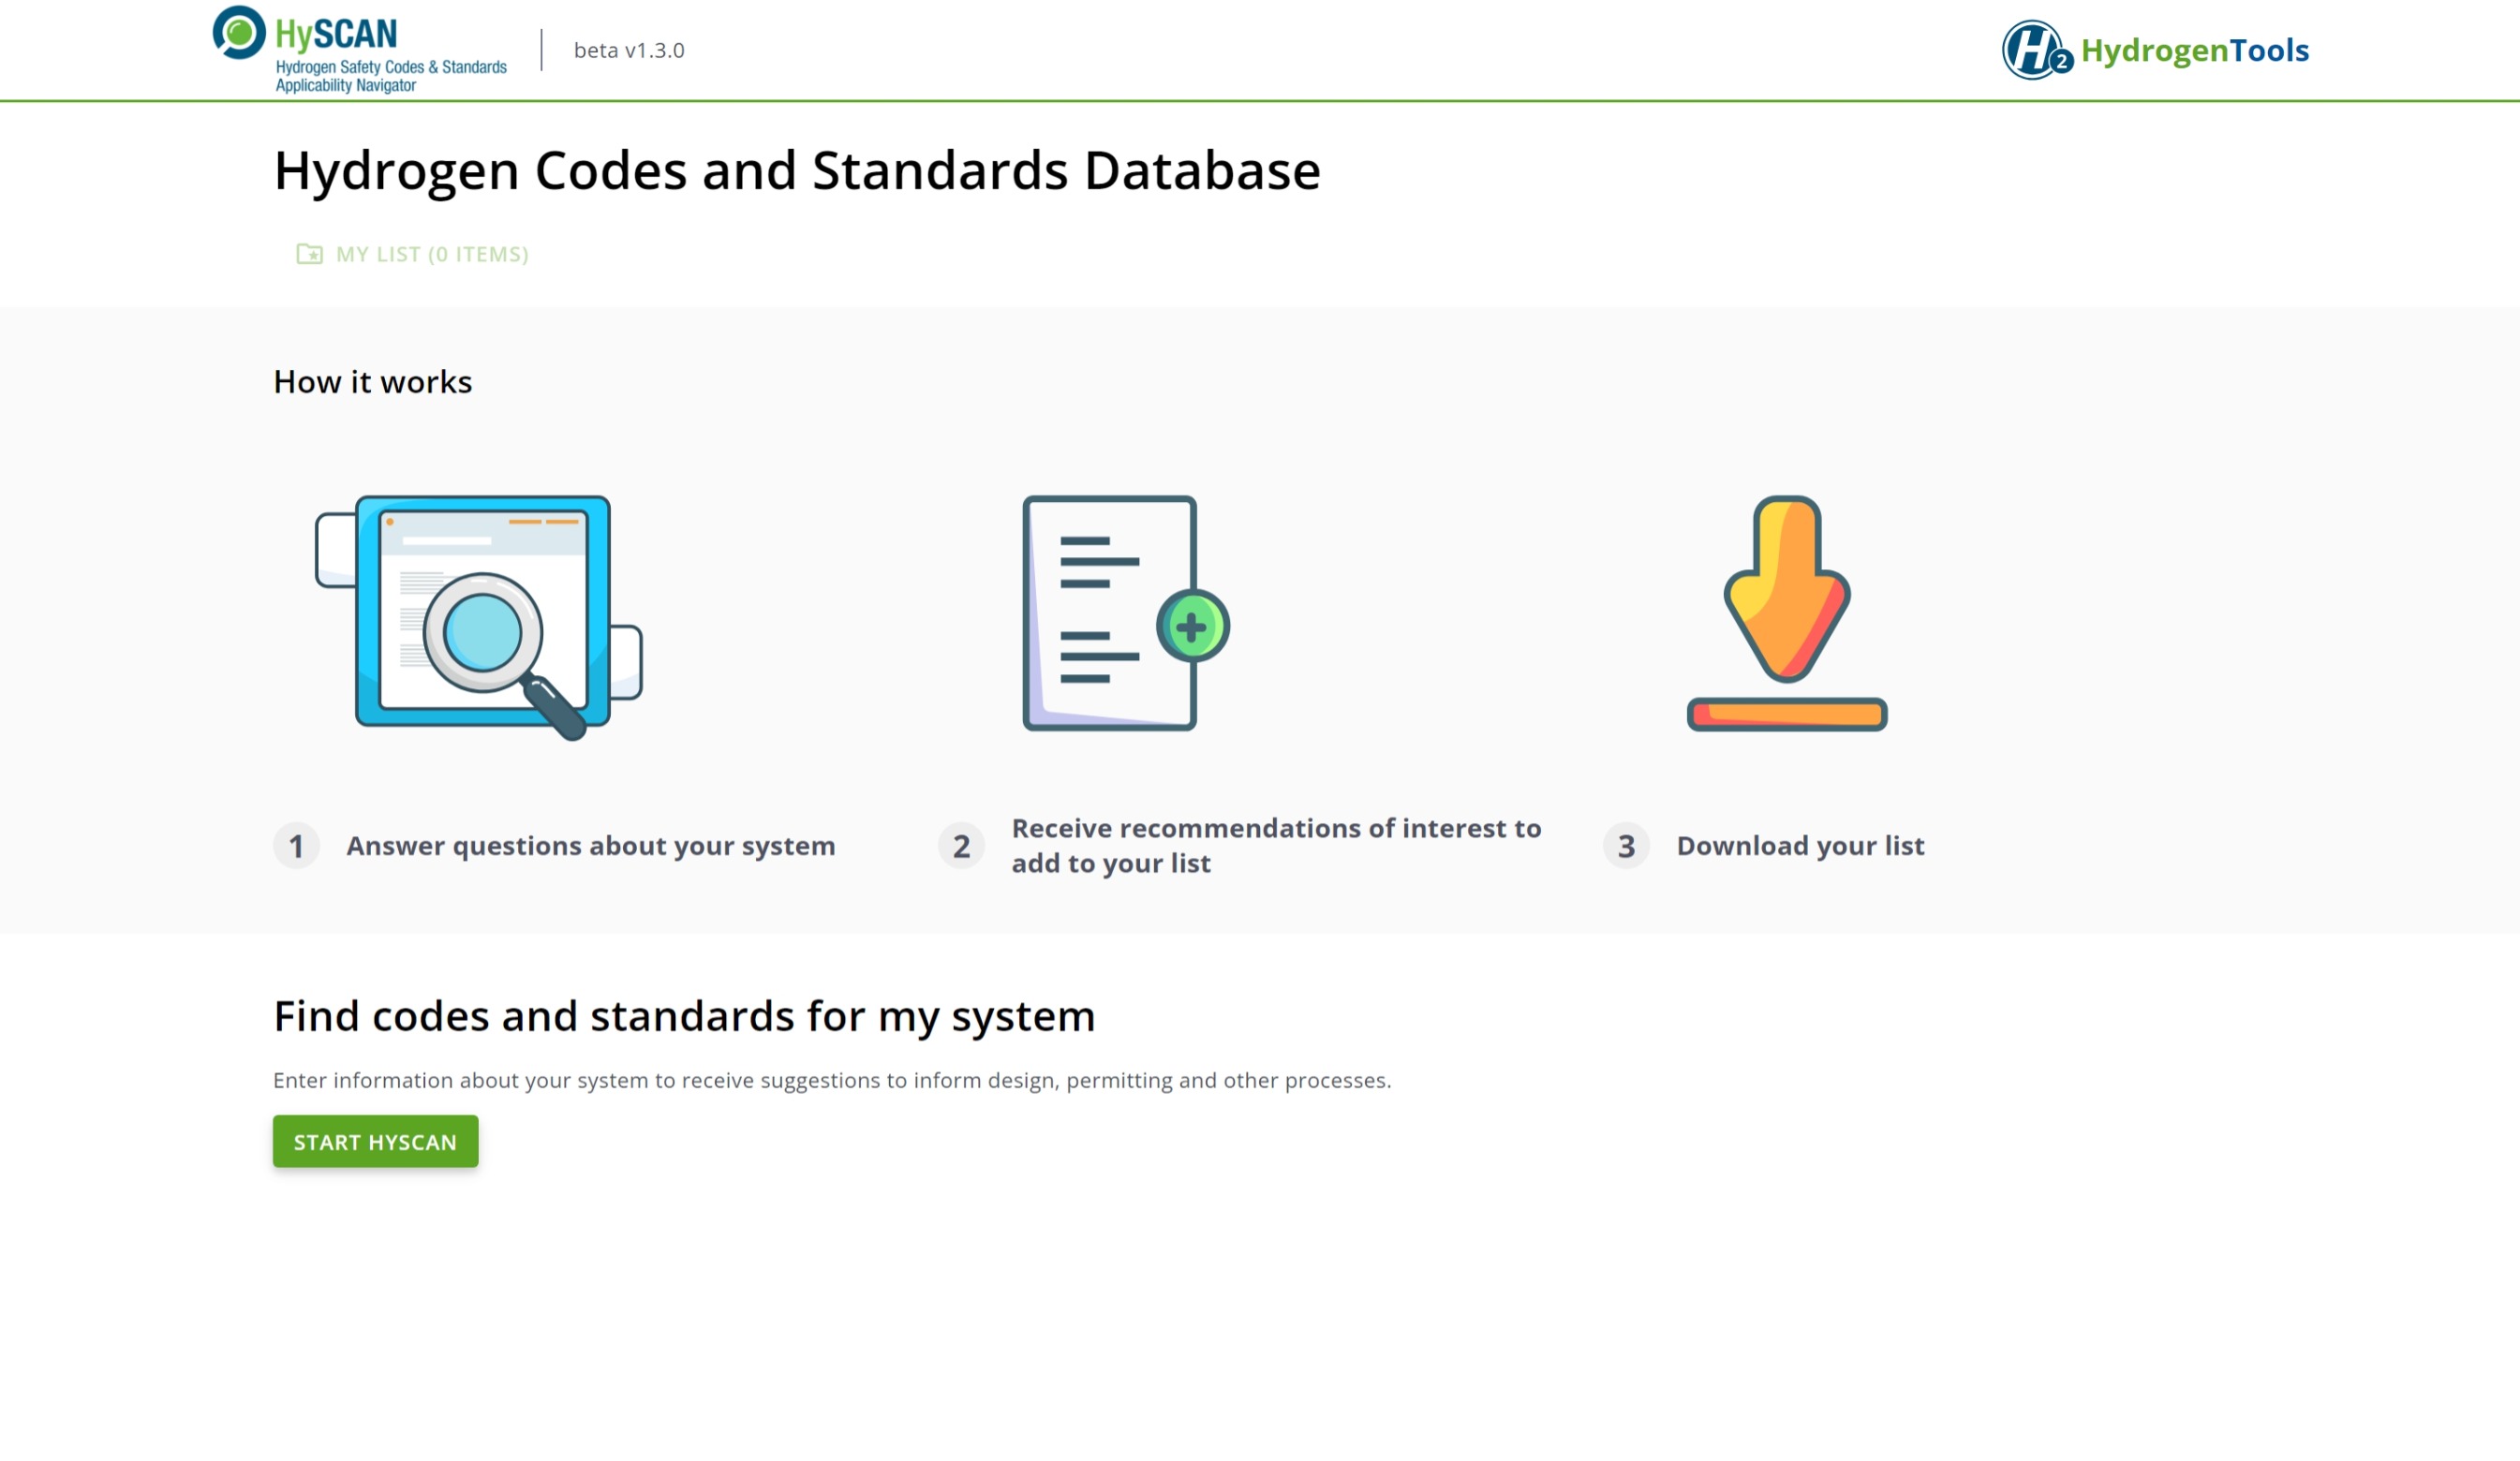 HySCAN
Hydrogen Safety Codes & Standards
Applicability Navigator
beta v1.3.0
H2 HydrogenTools
Hydrogen Codes and Standards Database
MY LIST (0 ITEMS)
How it works
1 Answer questions about your system
2 Receive recommendations of interest to
add to your list
3 Download your list
Find codes and standards for my system
Enter information about your system to receive suggestions to inform design, permitting and other processes.
START HYSCAN